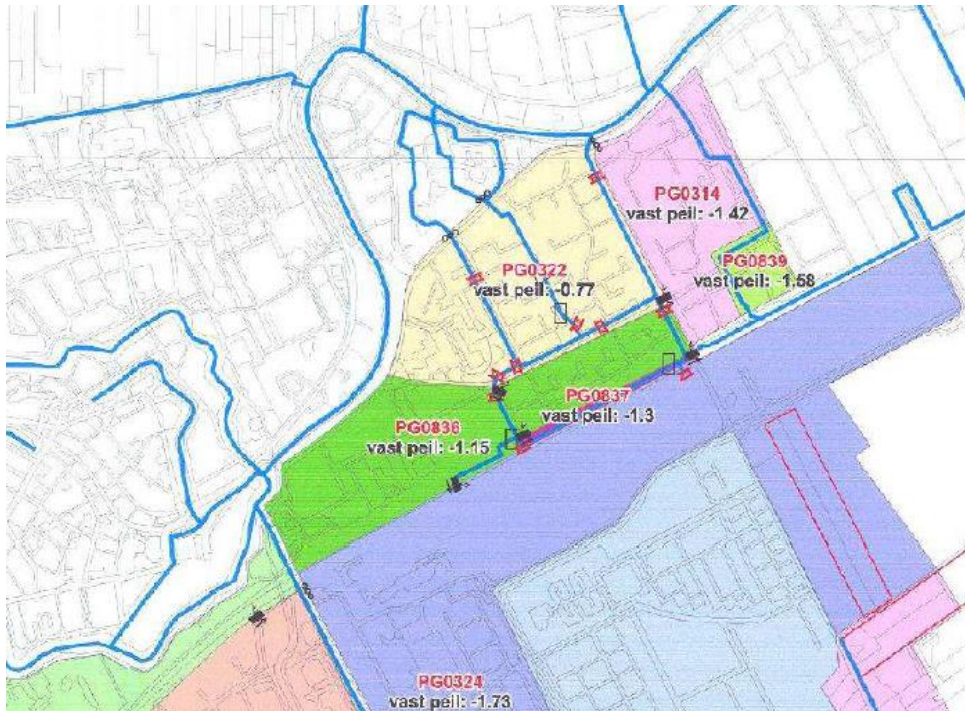 PG0314
vast peil: -1.42
PG0839
vast peil: -1.58
PG0322
vast peil: -0.77
PG0837
vast peil: -1.3
PG0836
vast peil: -1.15
PG0324
vast peil: -1.73